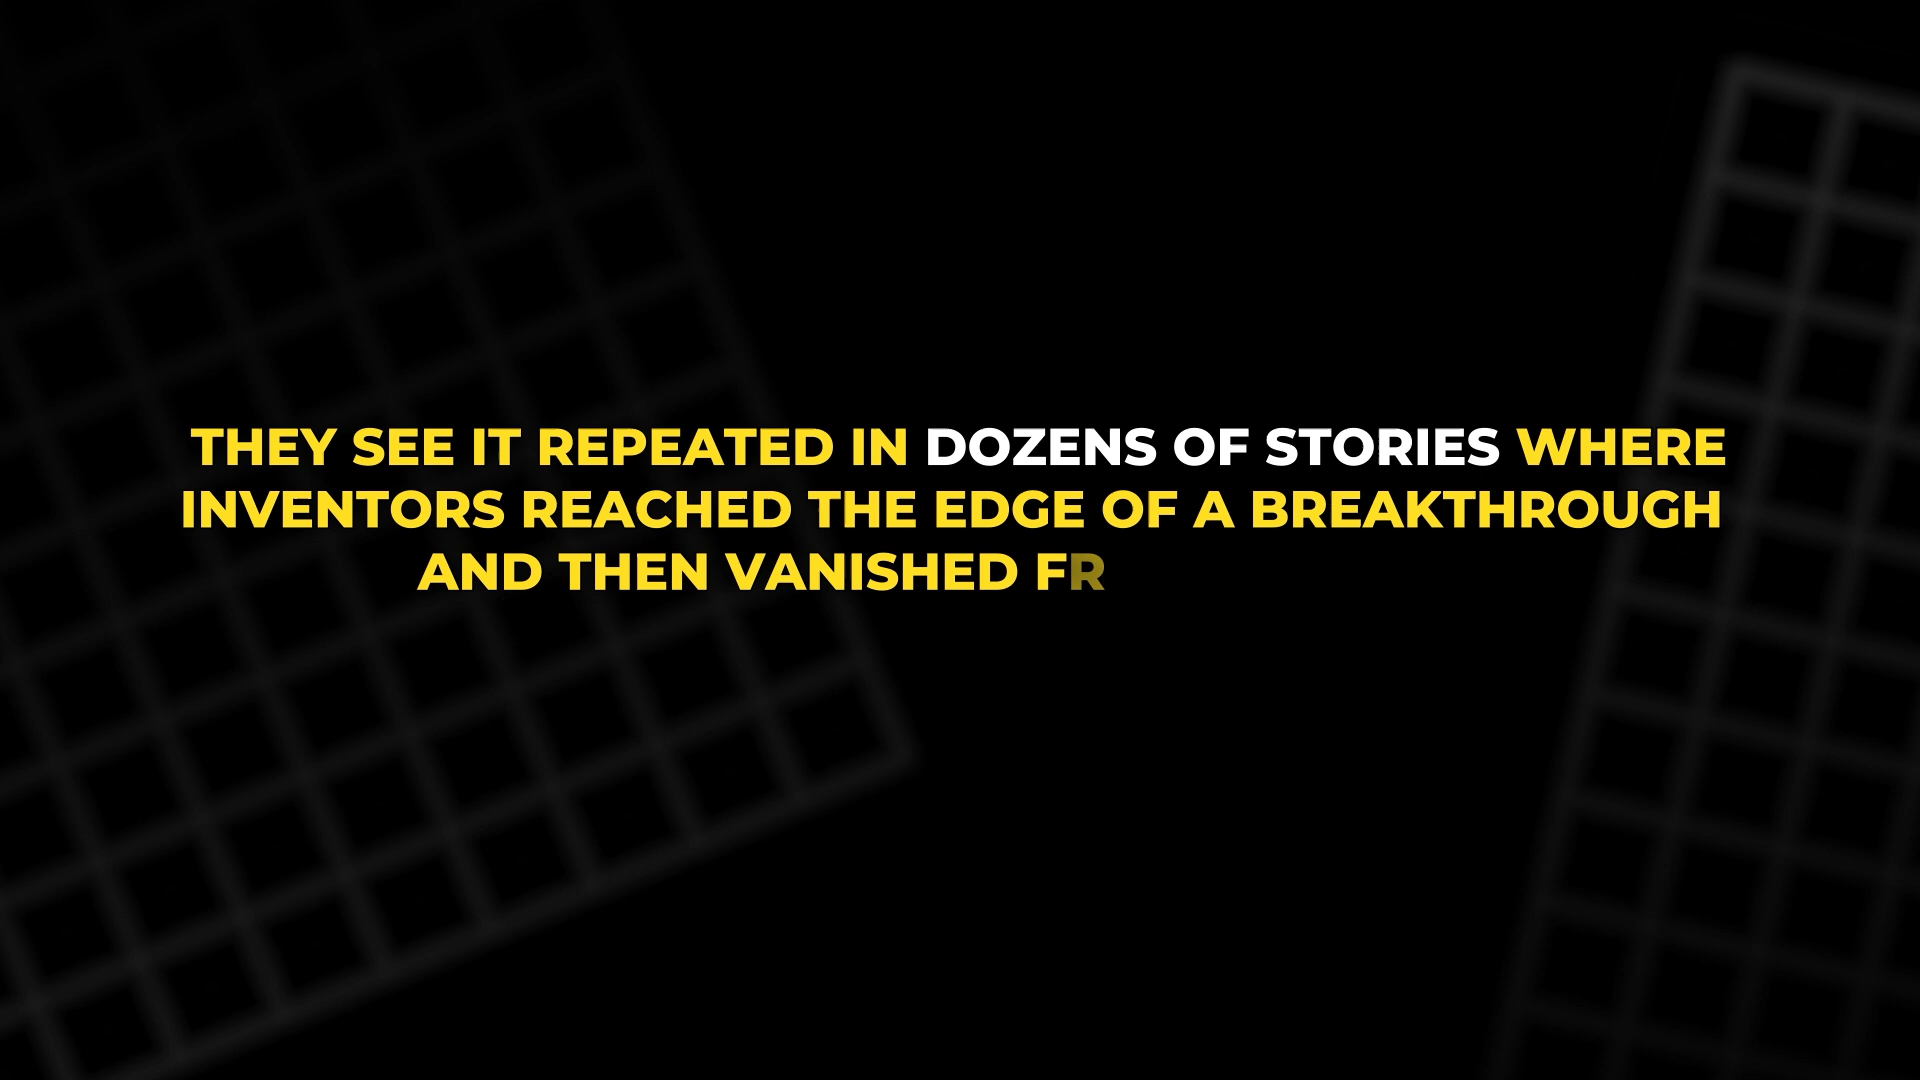 THEY SEE IT REPEATED IN DOZENS OF STORIES WHERE
INVENTORS REACHED THE EDGE OF A BREAKTHROUGH
AND THEN VANISHED FR